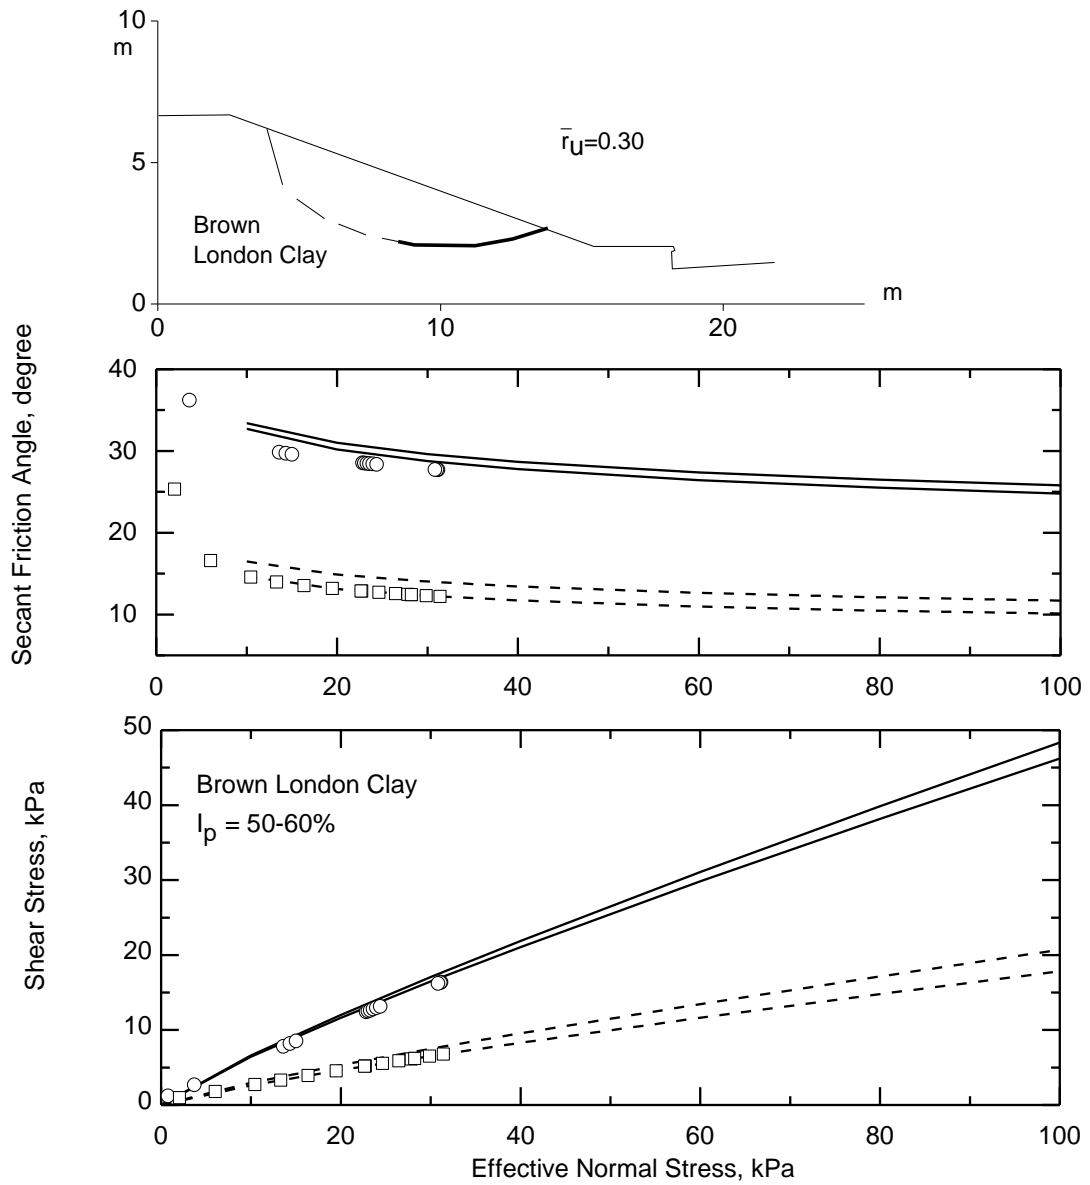 10
m
r̅u=0.30
5
Brown
London Clay
0
m
0 10 20
Secant Friction Angle, degree
40
30
20
10
0 20 40 60 80 100
Shear Stress, kPa
50
40
30
20
10
0
Brown London Clay
Ip = 50-60%
0 20 40 60 80 100
Effective Normal Stress, kPa